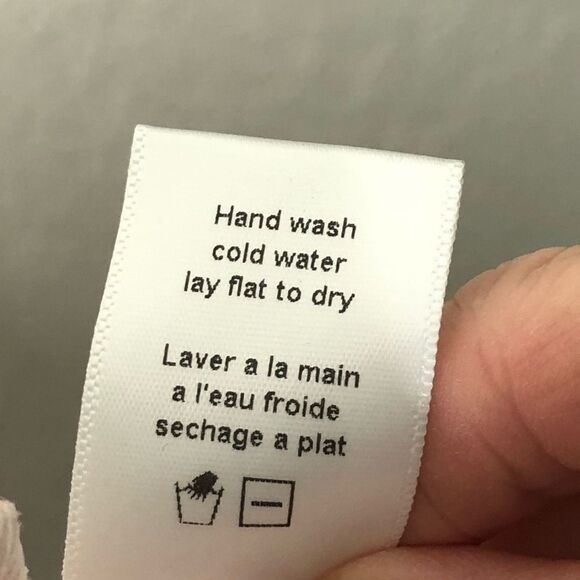 Hand wash
cold water
lay flat to dry
Laver a la main
a l'eau froide
sechage a plat